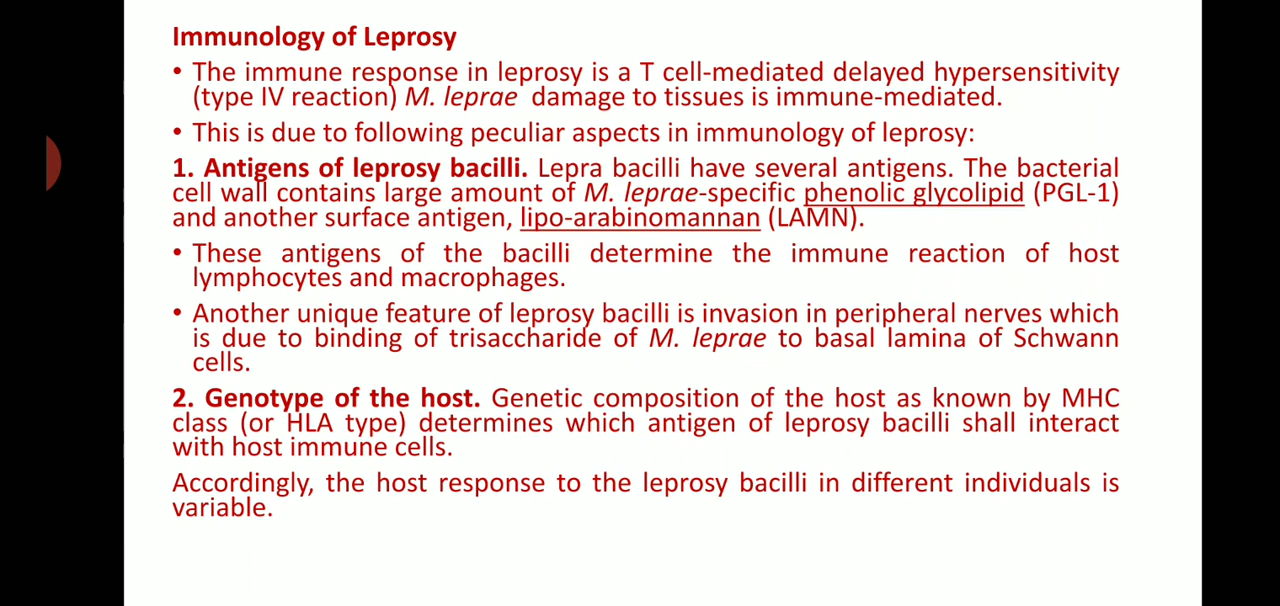 Immunology of Leprosy
• The immune response in leprosy is a T cell-mediated delayed hypersensitivity
(type IV reaction) M. leprae damage to tissues is immune-mediated.
• This is due to following peculiar aspects in immunology of leprosy:
1. Antigens of leprosy bacilli. Lepra bacilli have several antigens. The bacterial
cell wall contains large amount of M. leprae-specific phenolic glycolipid (PGL-1)
and another surface antigen, lipo-arabinomannan (LAMN).
• These antigens of the bacilli determine the immune reaction of host
lymphocytes and macrophages.
• Another unique feature of leprosy bacilli is invasion in peripheral nerves which
is due to binding of trisaccharide of M. leprae to basal lamina of Schwann
cells.
2. Genotype of the host. Genetic composition of the host as known by MHC
class (or HLA type) determines which antigen of leprosy bacilli shall interact
with host immune cells.
Accordingly, the host response to the leprosy bacilli in different individuals is
variable.